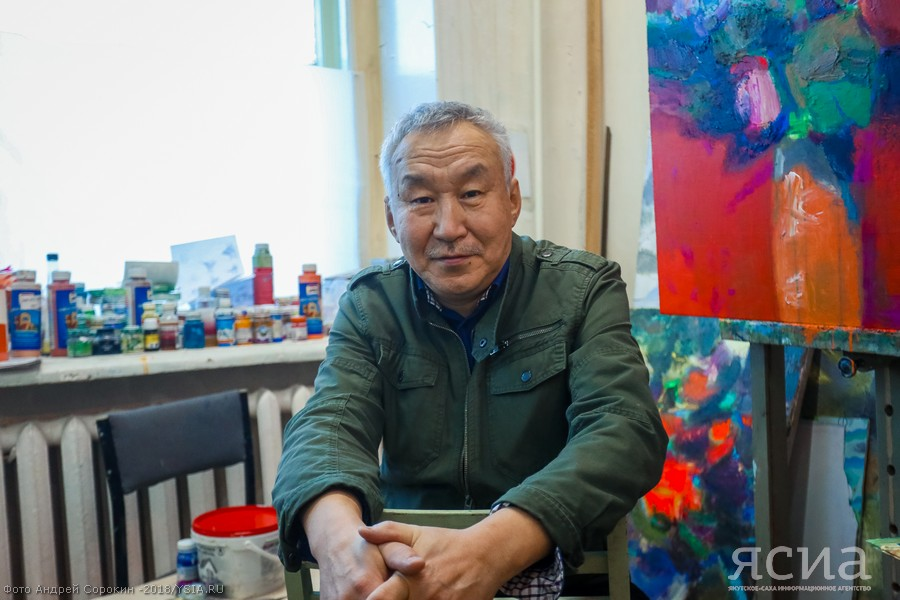 ЯСИА
ЯКУТСКОЕ-САХА ИНФОРМАЦИОННОЕ АГЕНТСТВО
Фото Андрей Сорокин -2018/YSIA.RU